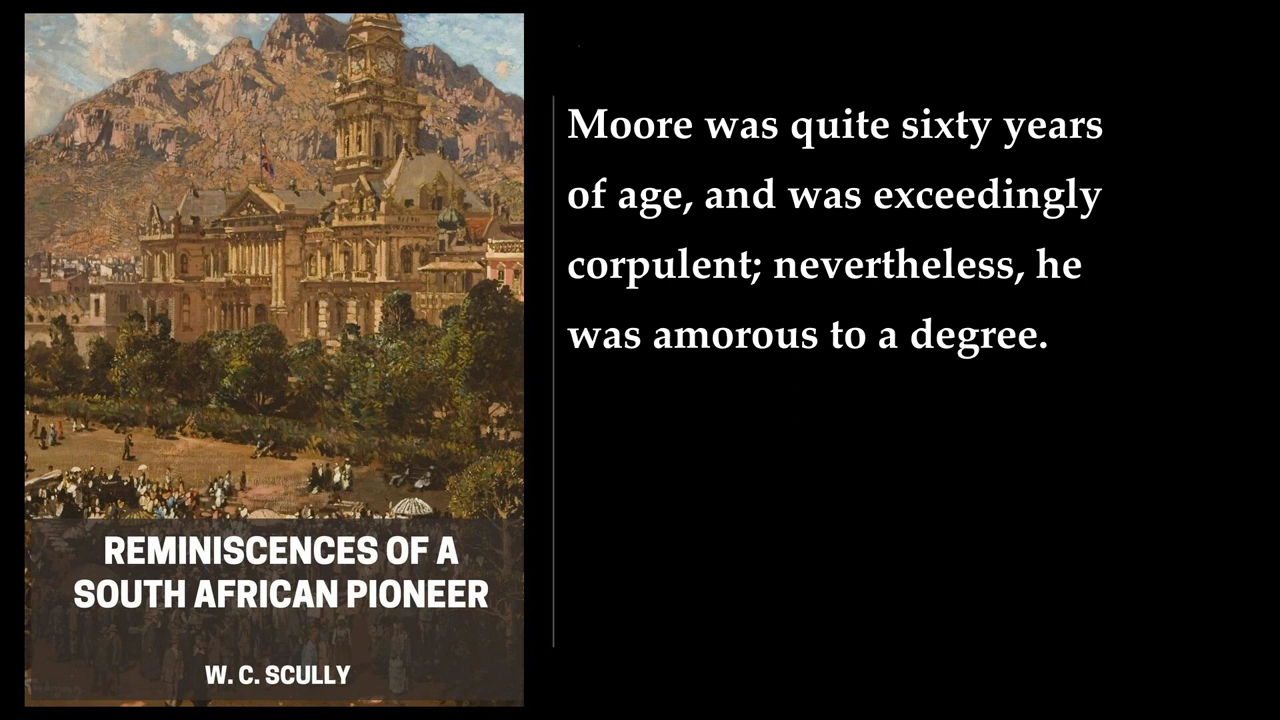 REMINISCENCES OF A
SOUTH AFRICAN PIONEER
W. C. SCULLY
Moore was quite sixty years
of age, and was exceedingly
corpulent; nevertheless, he
was amorous to a degree.